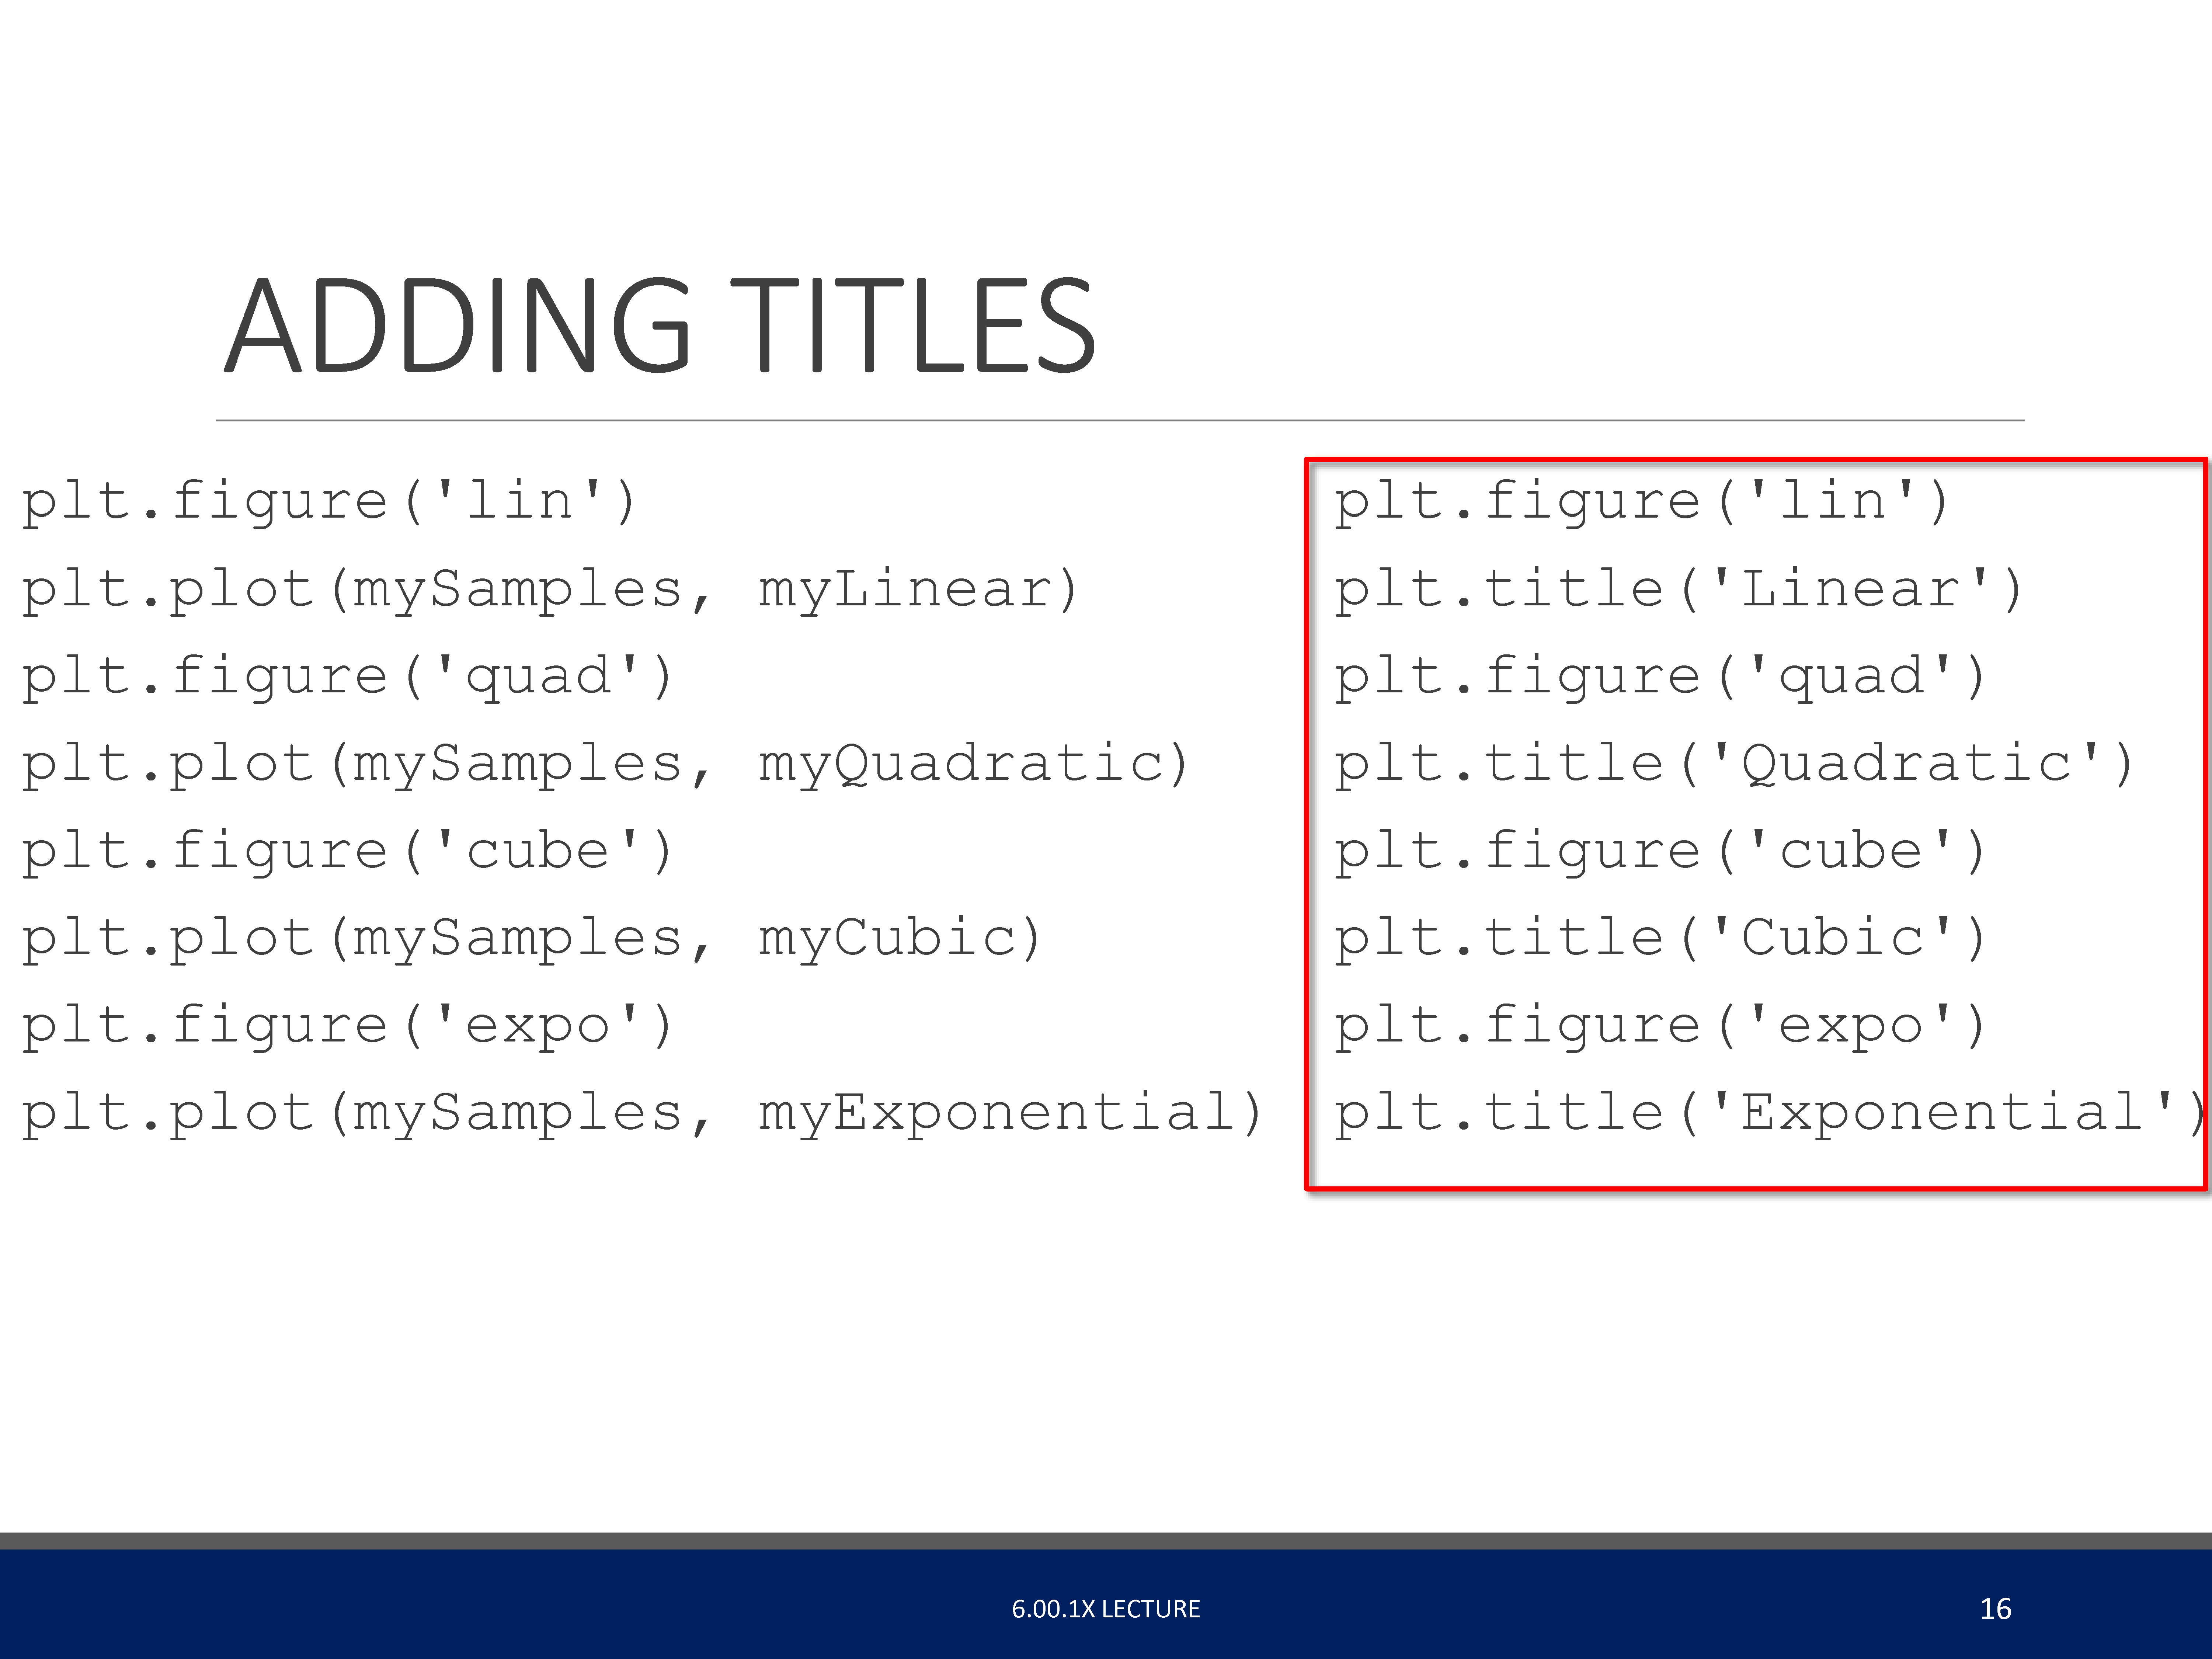 ADDING TITLES
plt.figure('lin')
plt.plot(mySamples, myLinear)
plt.figure('quad')
plt.plot(mySamples, myQuadratic)
plt.figure('cube')
plt.plot(mySamples, myCubic)
plt.figure('expo')
plt.plot(mySamples, myExponential)
plt.figure('lin')
plt.title('Linear')
plt.figure('quad')
plt.title('Quadratic')
plt.figure('cube')
plt.title('Cubic')
plt.figure('expo')
plt.title('Exponential')
6.00.1X LECTURE
16